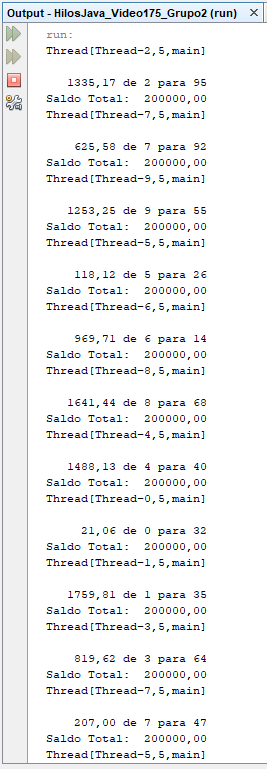 Output - HilosJava_Video175_Grupo2 (run)
run:
Thread[Thread-2,5,main]
1335,17 de 2 para 95
Saldo Total:  200000,00
Thread[Thread-7,5,main]
625,58 de 7 para 92
Saldo Total:  200000,00
Thread[Thread-9,5,main]
1253,25 de 9 para 55
Saldo Total:  200000,00
Thread[Thread-5,5,main]
118,12 de 5 para 26
Saldo Total:  200000,00
Thread[Thread-6,5,main]
969,71 de 6 para 14
Saldo Total:  200000,00
Thread[Thread-8,5,main]
1641,44 de 8 para 68
Saldo Total:  200000,00
Thread[Thread-4,5,main]
1488,13 de 4 para 40
Saldo Total:  200000,00
Thread[Thread-0,5,main]
21,06 de 0 para 32
Saldo Total:  200000,00
Thread[Thread-1,5,main]
1759,81 de 1 para 35
Saldo Total:  200000,00
Thread[Thread-3,5,main]
819,62 de 3 para 64
Saldo Total:  200000,00
Thread[Thread-7,5,main]
207,00 de 7 para 47
Saldo Total:  200000,00
Thread[Thread-5,5,main]